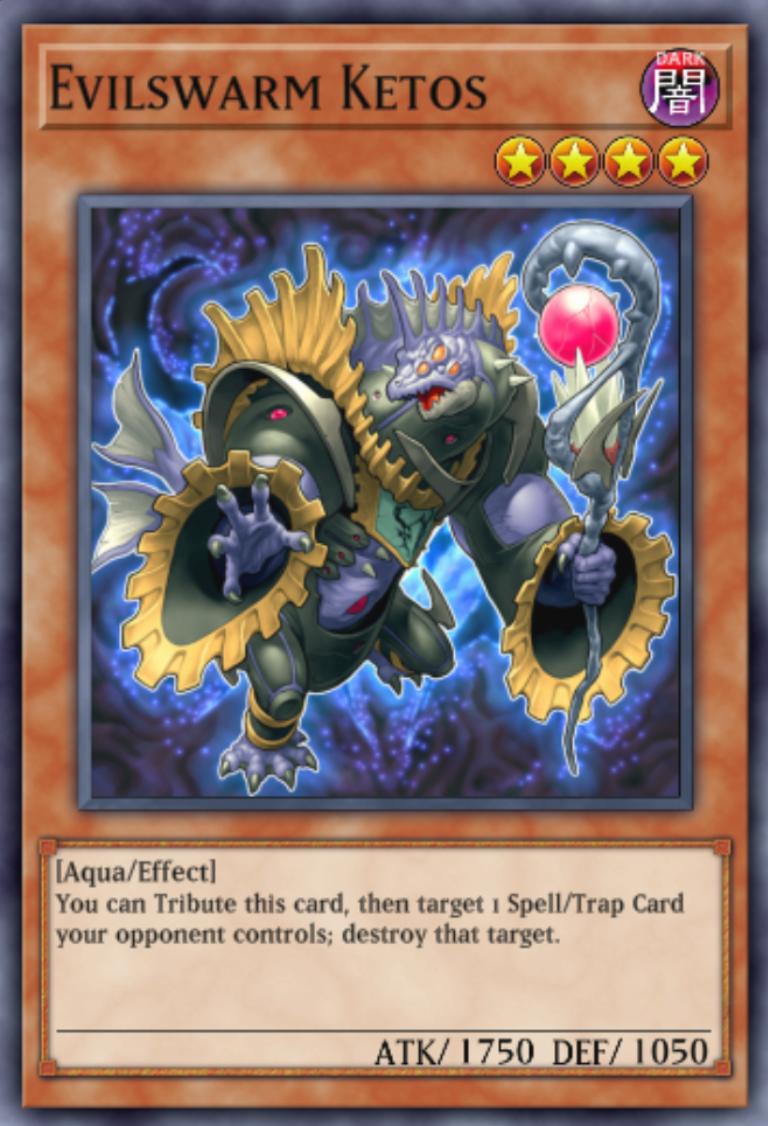 Evilswarm Ketos
DARK
闇
[Aqua/Effect]
You can Tribute this card, then target 1 Spell/Trap Card
your opponent controls; destroy that target.
ATK/ 1750 DEF/ 1050